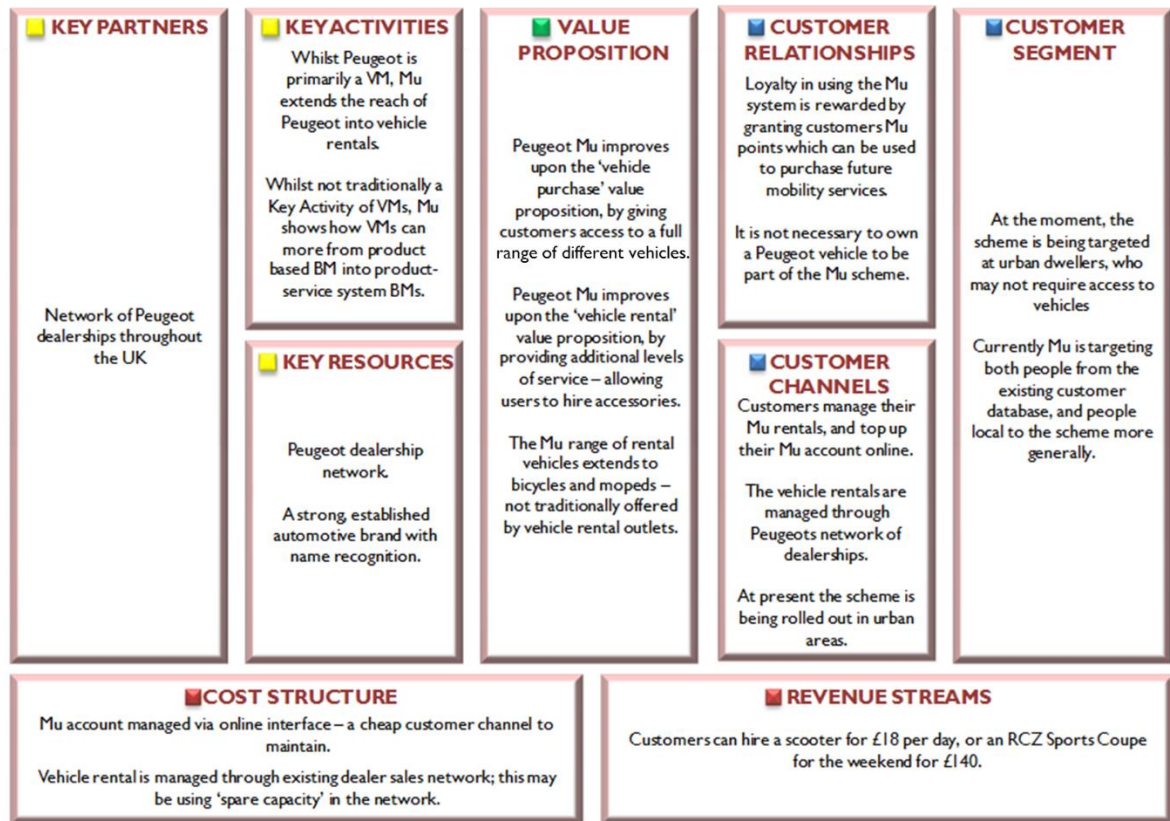 KEY PARTNERS
Network of Peugeot
dealerships throughout
the UK
KEY ACTIVITIES
Whilst Peugeot is
primarily a VM, Mu
extends the reach of
Peugeot into vehicle
rentals.
Whilst not traditionally a
Key Activity of VMs, Mu
shows how VMs can
more from product
based BM into product-
service system BMs.
KEY RESOURCES
Peugeot dealership
network.
A strong, established
automotive brand with
name recognition.
VALUE
PROPOSITION
Peugeot Mu improves
upon the ‘vehicle
purchase’ value
proposition, by giving
customers access to a full
range of different vehicles.
Peugeot Mu improves
upon the ‘vehicle rental’
value proposition, by
providing additional levels
of service – allowing
users to hire accessories.
The Mu range of rental
vehicles extends to
bicycles and mopeds –
not traditionally offered
by vehicle rental outlets.
CUSTOMER
RELATIONSHIPS
Loyalty in using the Mu
system is rewarded by
granting customers Mu
points which can be used
to purchase future
mobility services.
It is not necessary to own
a Peugeot vehicle to be
part of the Mu scheme.
CUSTOMER
CHANNELS
Customers manage their
Mu rentals, and top up
their Mu account online.
The vehicle rentals are
managed through
Peugeots network of
dealerships.
At present the scheme is
being rolled out in urban
areas.
CUSTOMER
SEGMENT
At the moment, the
scheme is being targeted
at urban dwellers, who
may not require access to
vehicles
Currently Mu is targeting
both people from the
existing customer
database, and people
local to the scheme more
generally.
COST STRUCTURE
Mu account managed via online interface – a cheap customer channel to
maintain.
Vehicle rental is managed through existing dealer sales network; this may
be using ‘spare capacity’ in the network.
REVENUE STREAMS
Customers can hire a scooter for £18 per day, or an RCZ Sports Coupe
for the weekend for £140.